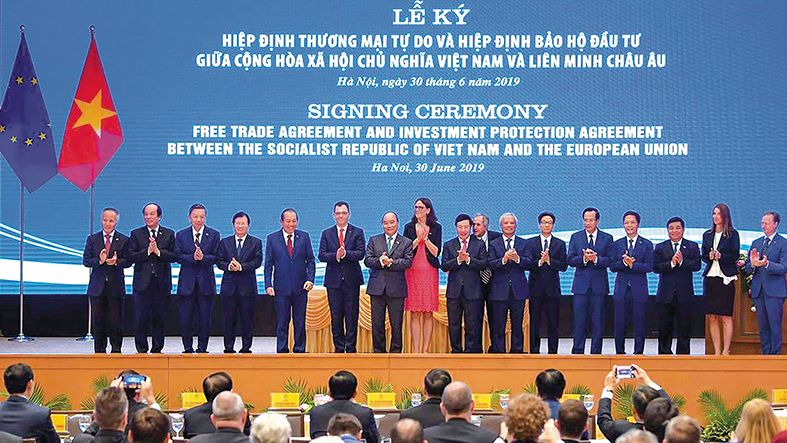 LỄ KÝ
HIỆP ĐỊNH THƯƠNG MẠI TỰ DO VÀ HIỆP ĐỊNH BẢO HỘ ĐẦU TƯ
GIỮA CỘNG HÒA XÃ HỘI CHỦ NGHĨA VIỆT NAM VÀ LIÊN MINH CHÂU ÂU
Hà Nội, ngày 30 tháng 6 năm 2019
SIGNING CEREMONY
FREE TRADE AGREEMENT AND INVESTMENT PROTECTION AGREEMENT
BETWEEN THE SOCIALIST REPUBLIC OF VIET NAM AND THE EUROPEAN UNION
Ha Noi, 30 June 2019